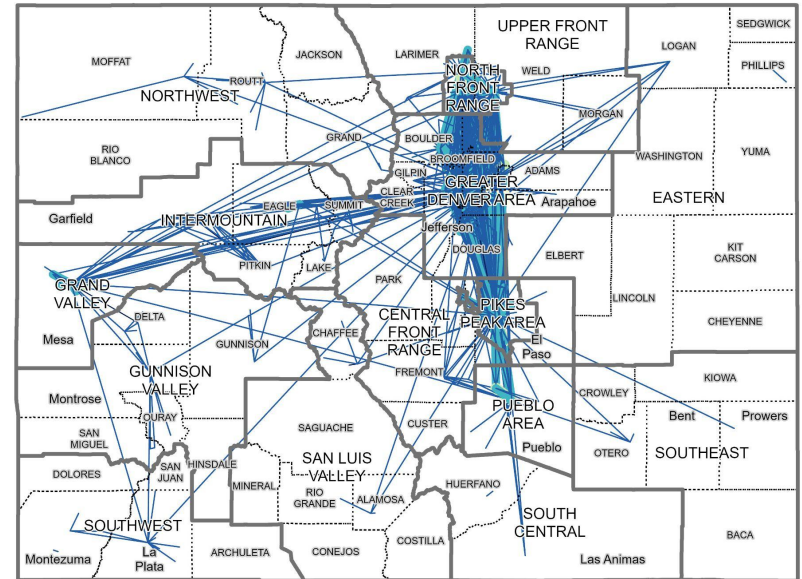 UPPER FRONT
RANGE
SEDGWICK
JACKSON
LARIMER
LOGAN
MOFFAT
PHILLIPS
NORTH
FRONT
RANGE
WELD
ROUTT
NORTHWEST
MORGAN
GRAND
BOULDER
RIO
BLANCO
BROOMFIELD
WASHINGTON
YUMA
GILPIN
ADAMS
GREATER
DENVER AREA
CLEAR
CREEK
Arapahoe
EASTERN
EAGLE
SUMMIT
Garfield
INTERMOUNTAIN
Jefferson
DOUGLAS
ELBERT
KIT
CARSON
PITKIN
LAKE
PARK
GRAND
VALLEY
LINCOLN
PIKES
PEAK AREA
DELTA
CENTRAL
FRONT
RANGE
CHEYENNE
Mesa
GUNNISON
CHAFFEE
El
Paso
GUNNISON
VALLEY
FREMONT
KIOWA
CROWLEY
Montrose
PUEBLO
AREA
OURAY
Bent
Prowers
SAN
MIGUEL
SAGUACHE
CUSTER
Pueblo
OTERO
SOUTHEAST
SAN LUIS
VALLEY
DOLORES
SAN
JUAN
HINSDALE
MINERAL
RIO
GRANDE
ALAMOSA
HUERFANO
SOUTHWEST
SOUTH
CENTRAL
COSTILLA
BACA
Montezuma
La
Plata
ARCHULETA
CONEJOS
Las Animas